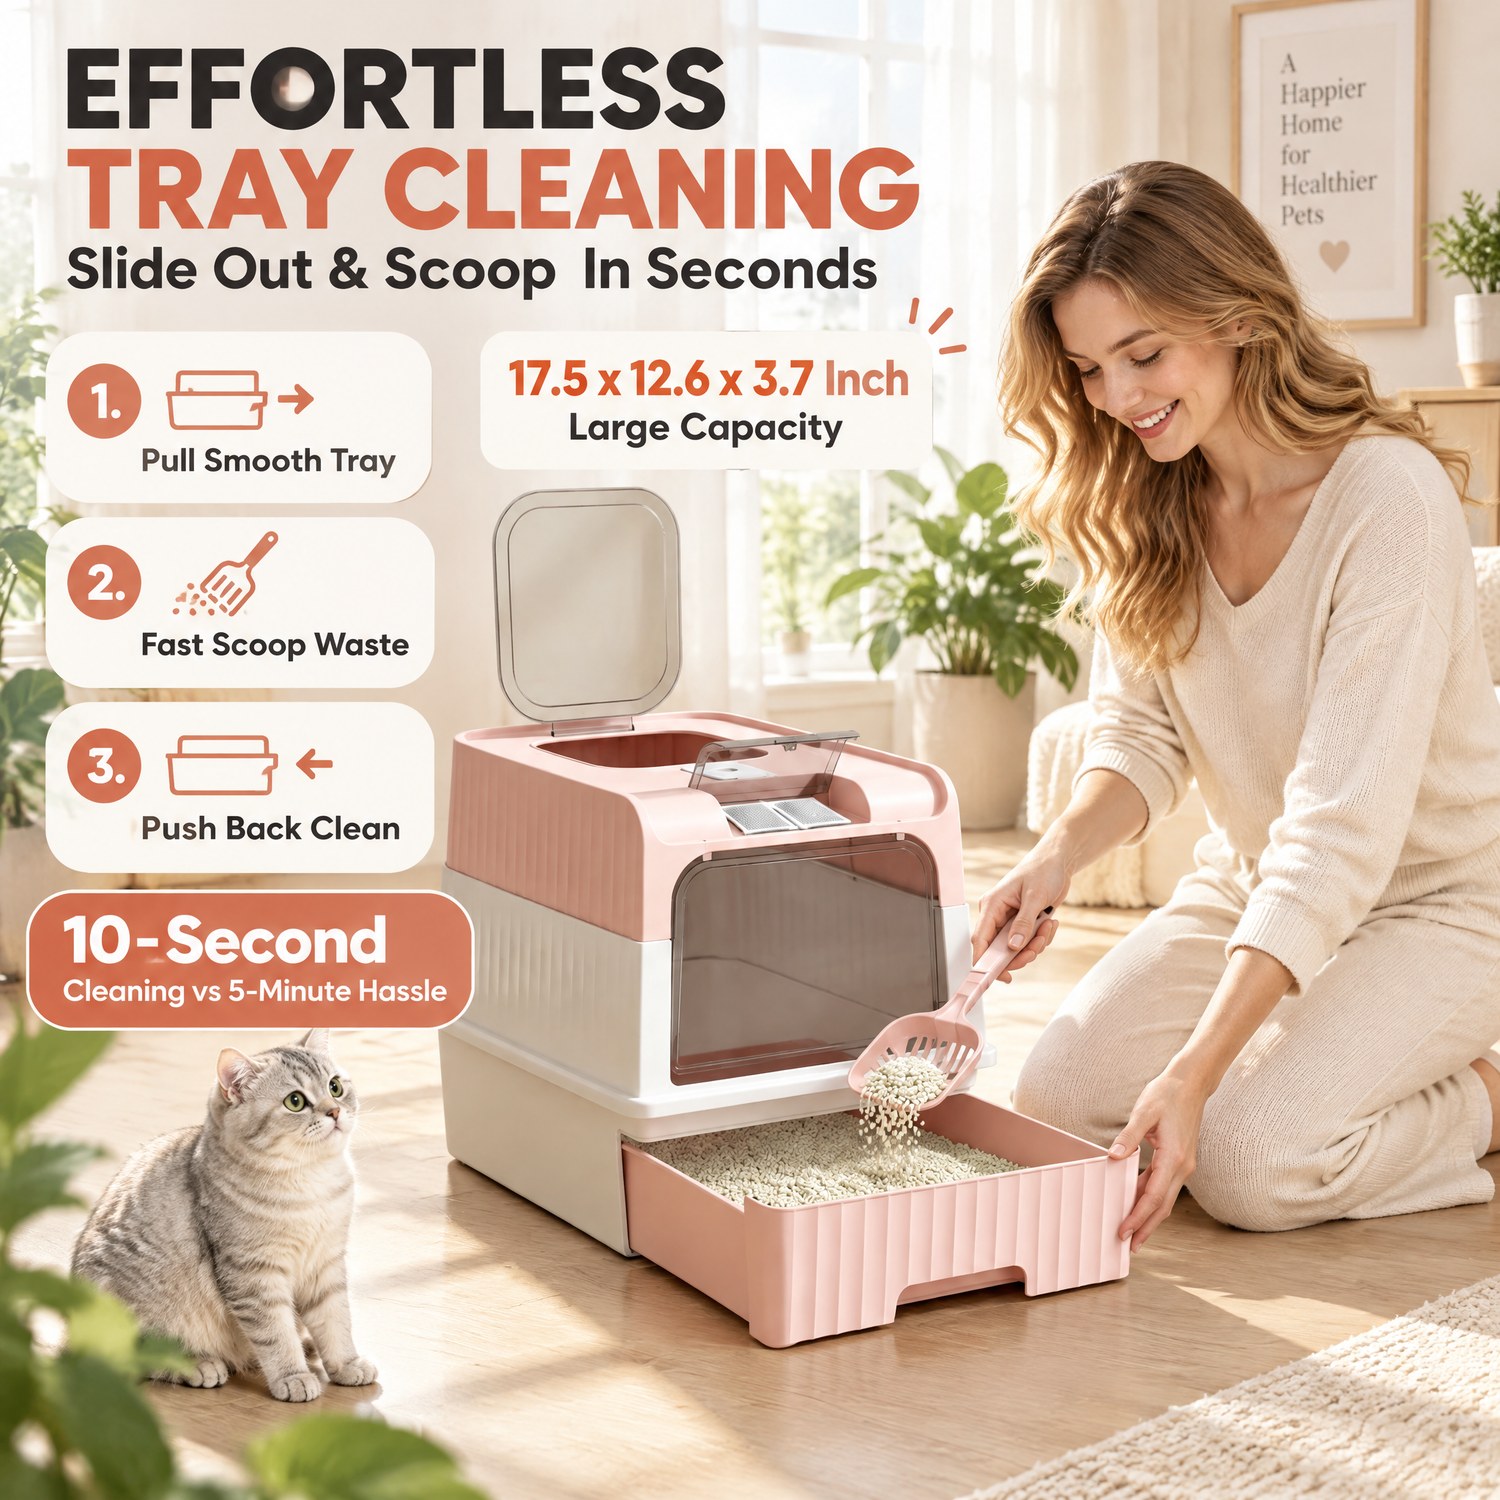 EFFORTLESS
TRAY CLEANING
Slide Out & Scoop In Seconds
1.
Pull Smooth Tray
2.
Fast Scoop Waste
3.
Push Back Clean
17.5 x 12.6 x 3.7 Inch
Large Capacity
10-Second
Cleaning vs 5-Minute Hassle
A
Happier
Home
for
Healthier
Pets